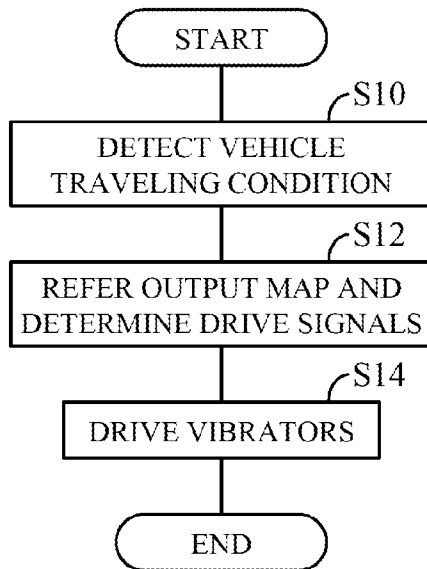 START
S10
DETECT VEHICLE
TRAVELING CONDITION
S12
REFER OUTPUT MAP AND
DETERMINE DRIVE SIGNALS
S14
DRIVE VIBRATORS
END